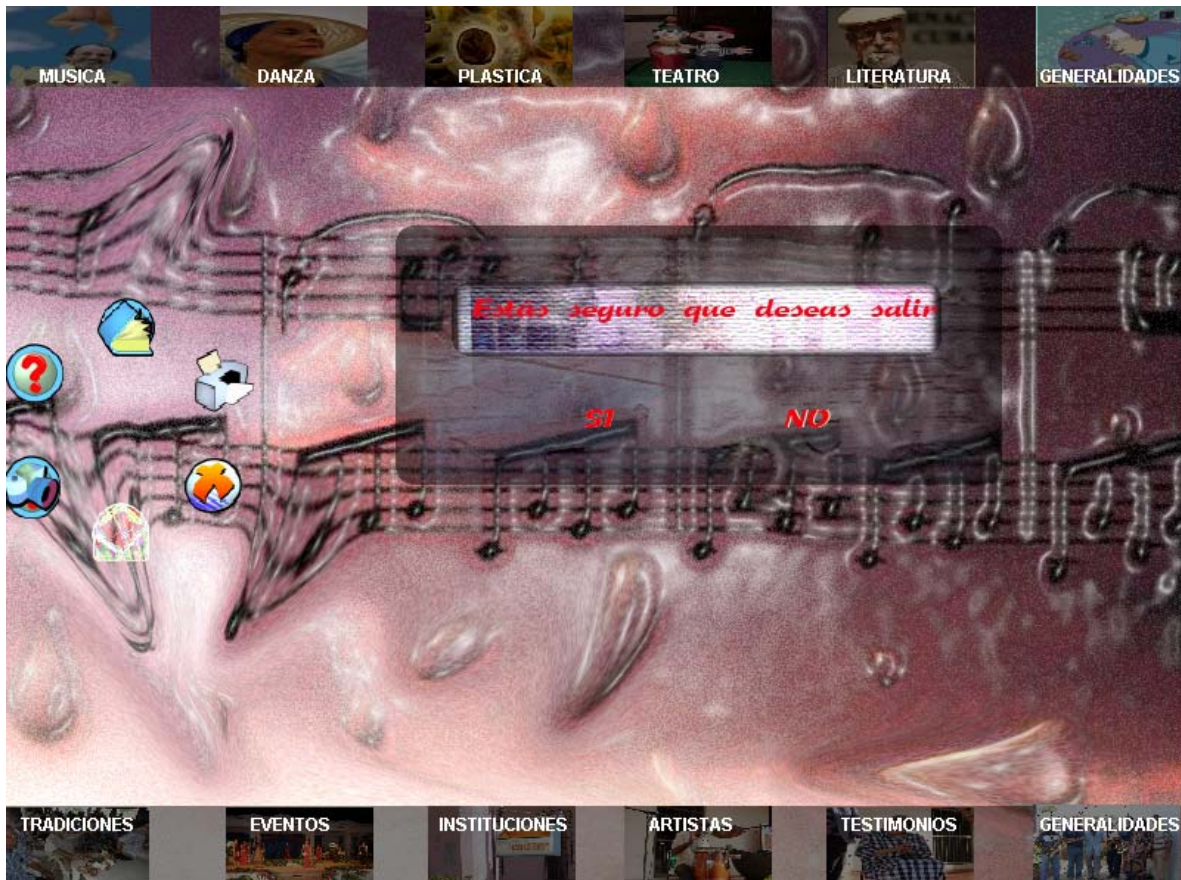 MUSICA
DANZA
PLASTICA
TEATRO
LITERATURA
GENERALIDADES
Estás seguro que deseas salir
SI NO
?
TRADICIONES
EVENTOS
INSTITUCIONES
ARTISTAS
TESTIMONIOS
GENERALIDADES